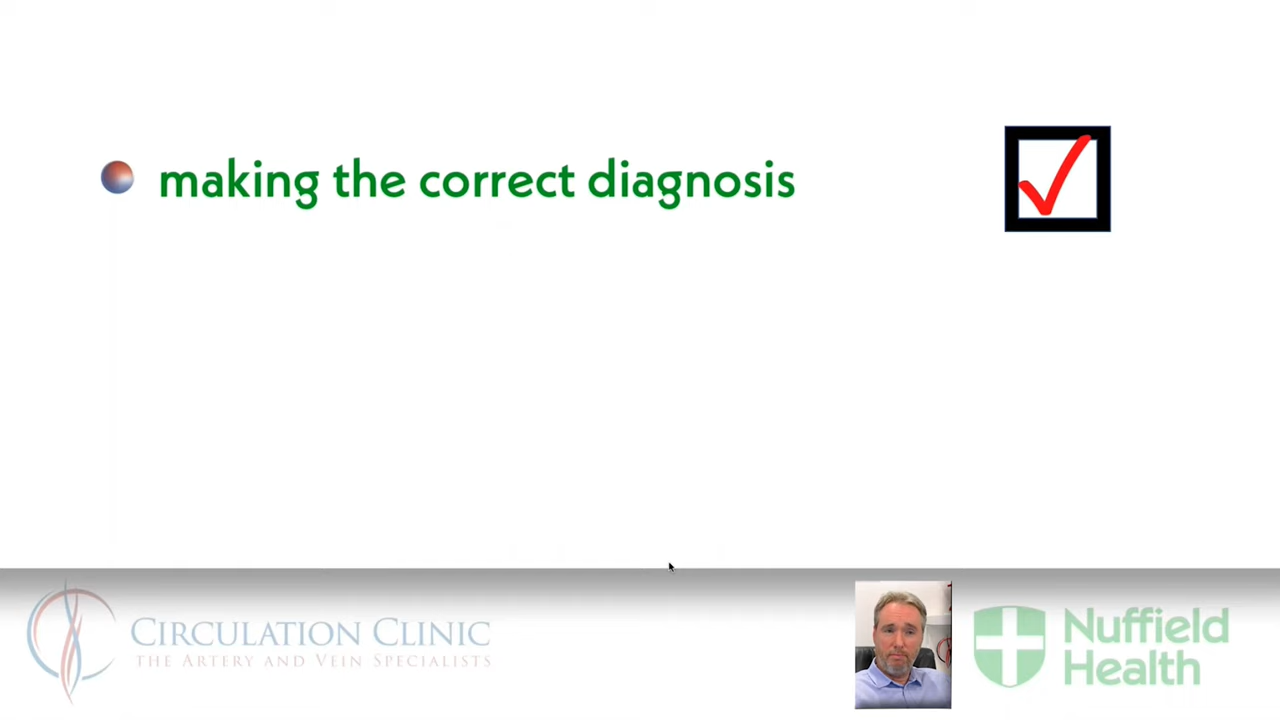 making the correct diagnosis
CIRCULATION CLINIC
THE ARTERY AND VEIN SPECIALISTS
Nuffield
Health